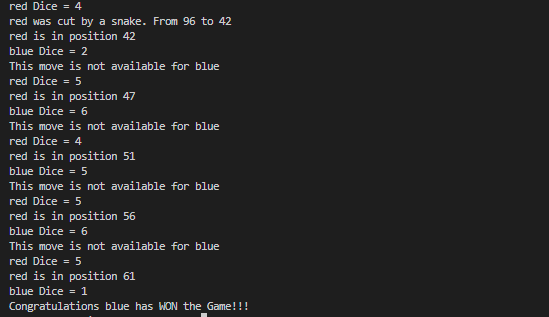 red Dice = 4
red was cut by a snake. From 96 to 42
red is in position 42
blue Dice = 2
This move is not available for blue
red Dice = 5
red is in position 47
blue Dice = 6
This move is not available for blue
red Dice = 4
red is in position 51
blue Dice = 5
This move is not available for blue
red Dice = 5
red is in position 56
blue Dice = 6
This move is not available for blue
red Dice = 5
red is in position 61
blue Dice = 1
Congratulations blue has WON the Game!!!